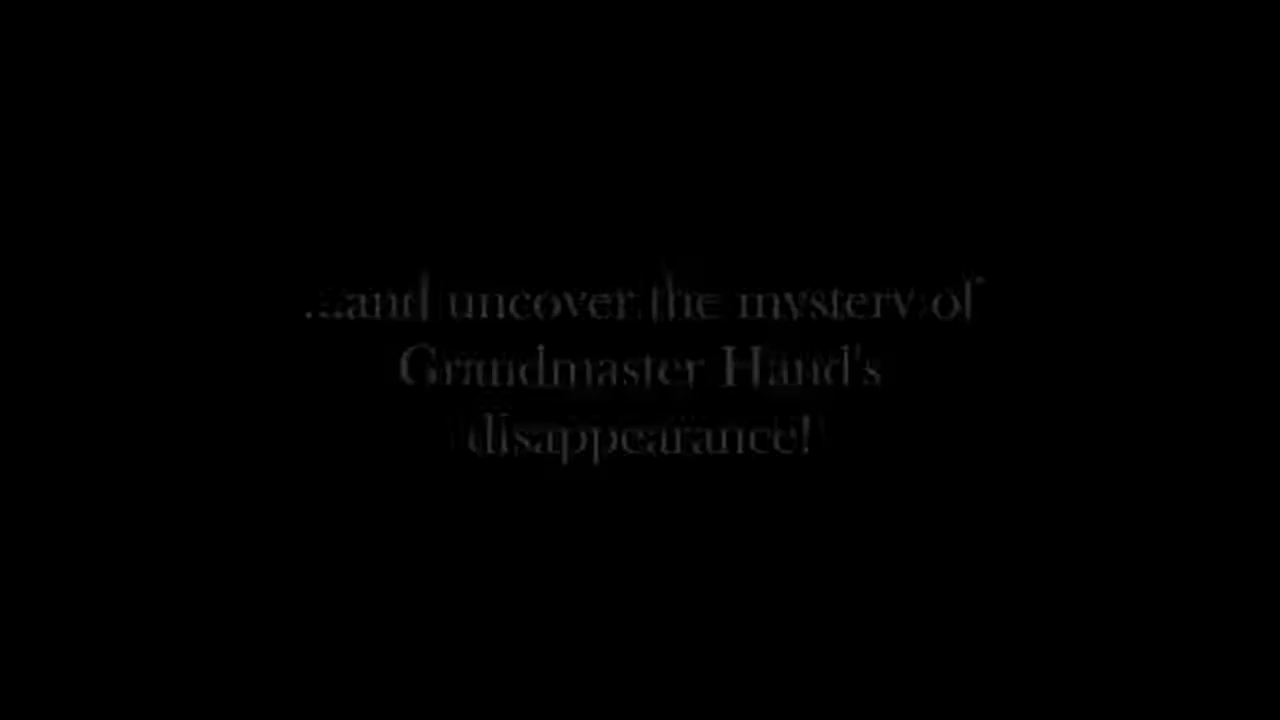 ...and uncover the mystery of
Grandmaster Hand's
disappearance!